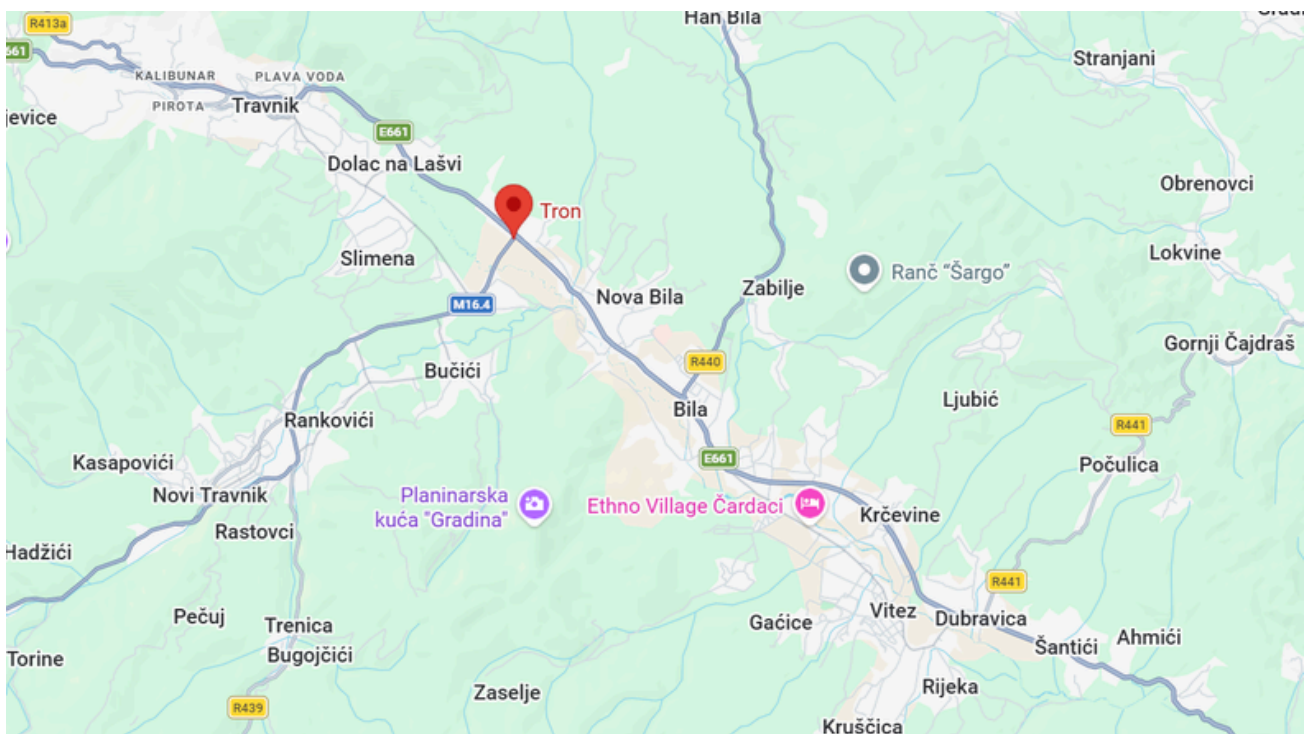 R413a
Han Bila
661
KALIBUNAR
PLAVA VODA
Stranjani
PIROTA
Travnik
jevice
E661
Dolac na Lašvi
Obrenovci
Tron
Slimena
Lokvine
Ranč “Šargo”
Zabilje
Nova Bila
M16.4
Gornji Čajdraš
R440
Bučići
Ljubić
Bila
Rankovići
R441
Kasapovići
E661
Počulica
Novi Travnik
Planinarska
kuća "Gradina"
Ethno Village Čardaci
Krčevine
Rastovci
Hadžići
R441
Pečuj
Trenica
Gaćice
Vitez
Dubravica
Ahmići
Šantići
Bugojčići
Torine
Rijeka
Zaselje
R439
Kruščica